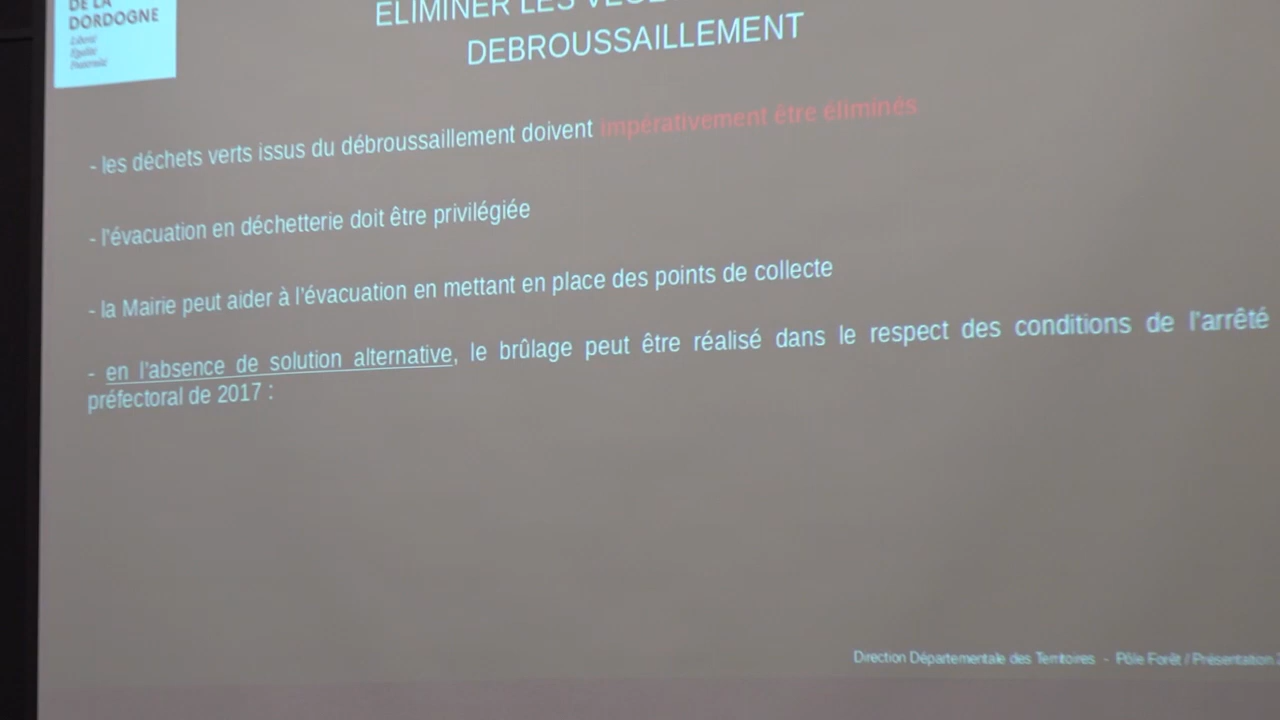 DE LA
DORDOGNE
Liberté
Égalité
Fraternité
ELIMINER LES
DEBROUSSAILLEMENT
- les déchets verts issus du débroussaillement doivent impérativement être éliminés
- l'évacuation en déchetterie doit être privilégiée
- la Mairie peut aider à l'évacuation en mettant en place des points de collecte
- en l'absence de solution alternative, le brûlage peut être réalisé dans le respect des conditions de l'arrêté
préfectoral de 2017 :
Direction Départementale des Territoires - Pôle Forêt / Présentation